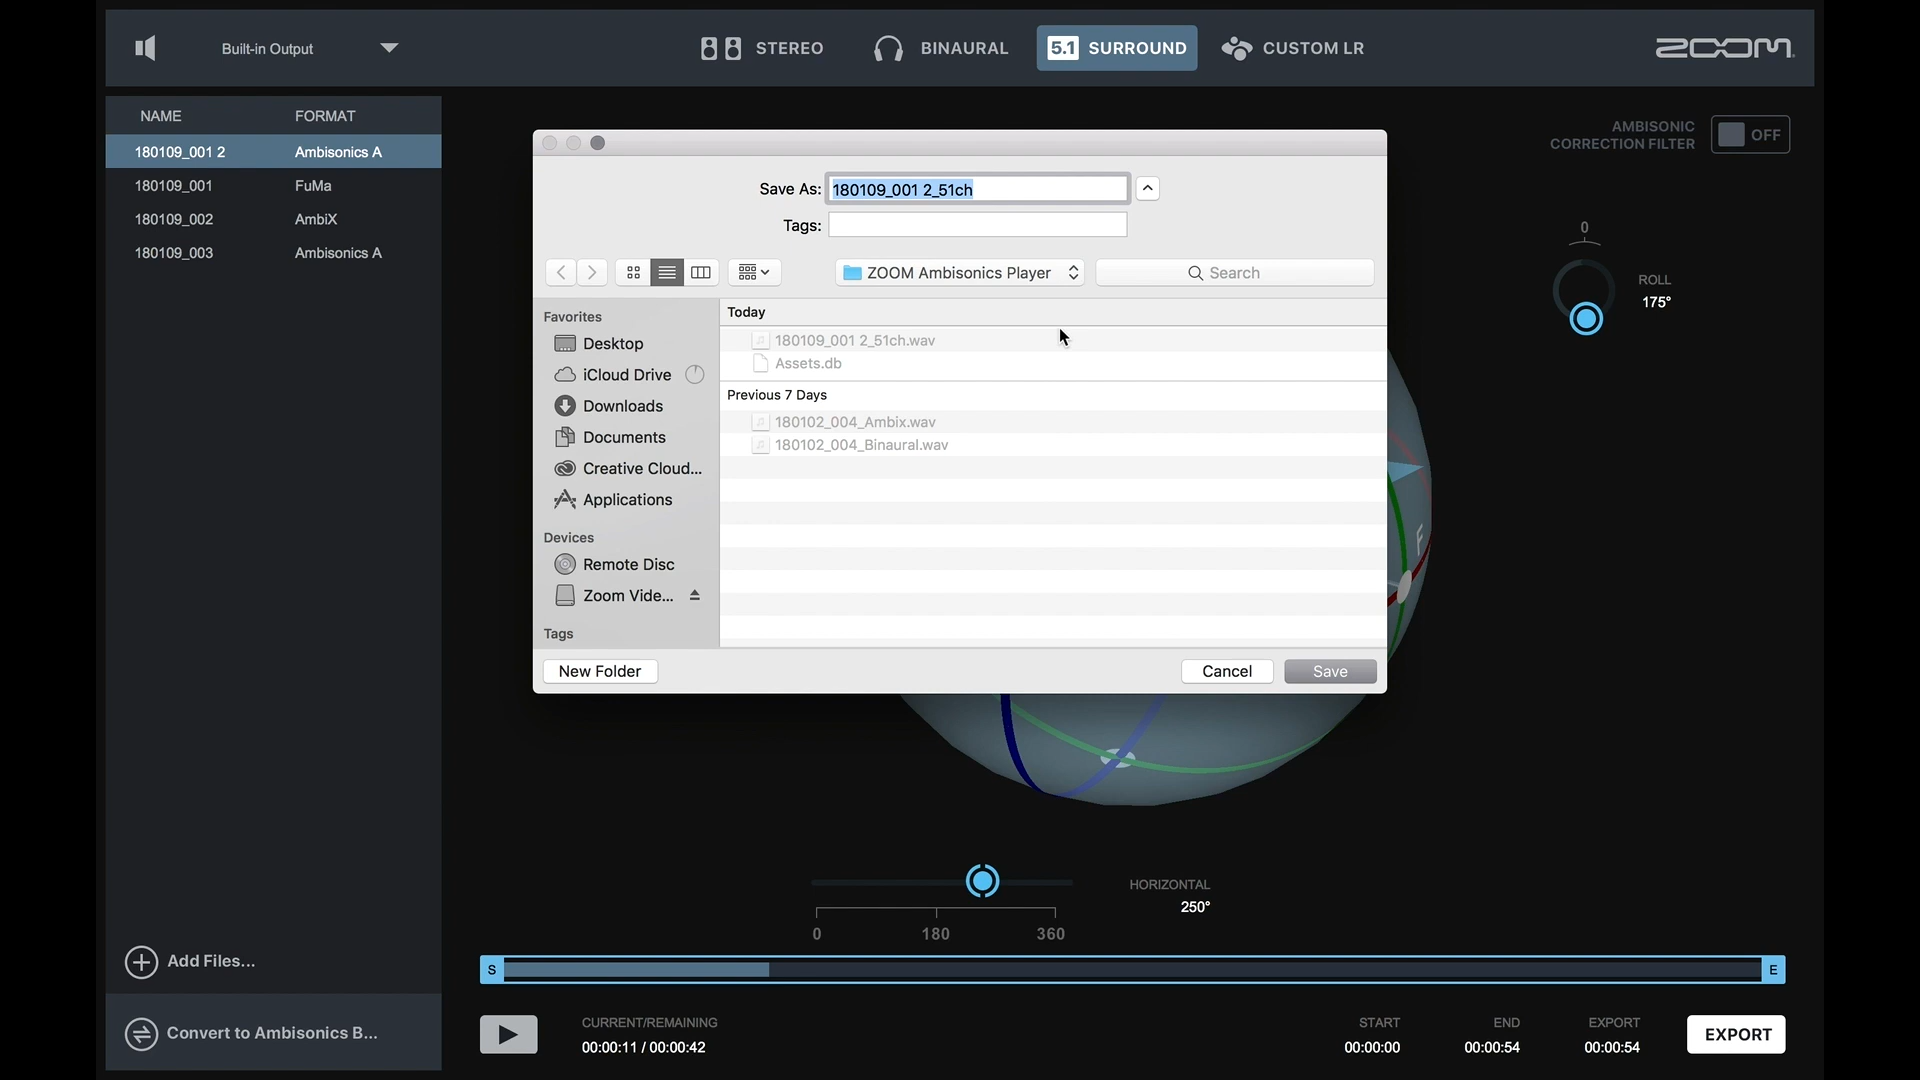 Built-in Output
STEREO
BINAURAL
5.1 SURROUND
CUSTOM LR
ZOOM
NAME FORMAT
180109_001 2 Ambisonics A
180109_001 FuMa
180109_002 AmbiX
180109_003 Ambisonics A
Save As: 180109_001 2_51ch
Tags:
ZOOM Ambisonics Player
Search
Favorites
Desktop
iCloud Drive
Downloads
Documents
Creative Cloud...
Applications
Devices
Remote Disc
Zoom Vide...
Tags
Today
180109_001 2_51ch.wav
Assets.db
Previous 7 Days
180102_004_Ambix.wav
180102_004_Binaural.wav
New Folder
Cancel
Save
AMBISONIC
CORRECTION FILTER
OFF
0
ROLL
175°
F
HORIZONTAL
250°
0 180 360
Add Files...
Convert to Ambisonics B...
S
E
CURRENT/REMAINING
00:00:11 / 00:00:42
START
00:00:00
END
00:00:54
EXPORT
00:00:54
EXPORT